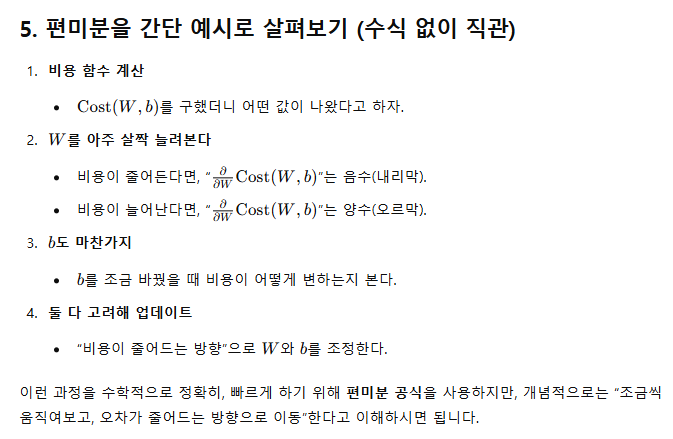 5. 편미분을 간단 예시로 살펴보기 (수식 없이 직관)
1. 비용 함수 계산
• Cost(W, b)를 구했더니 어떤 값이 나왔다고 하자.
2. W를 아주 살짝 늘려본다
• 비용이 줄어든다면, “∂/∂W Cost(W, b)”는 음수(내리막).
• 비용이 늘어난다면, “∂/∂W Cost(W, b)”는 양수(오르막).
3. b도 마찬가지
• b를 조금 바꿨을 때 비용이 어떻게 변하는지 본다.
4. 둘 다 고려해 업데이트
• “비용이 줄어드는 방향”으로 W와 b를 조정한다.
이런 과정을 수학적으로 정확히, 빠르게 하기 위해 편미분 공식을 사용하지만, 개념적으로는 “조금씩
움직여보고, 오차가 줄어드는 방향으로 이동”한다고 이해하시면 됩니다.